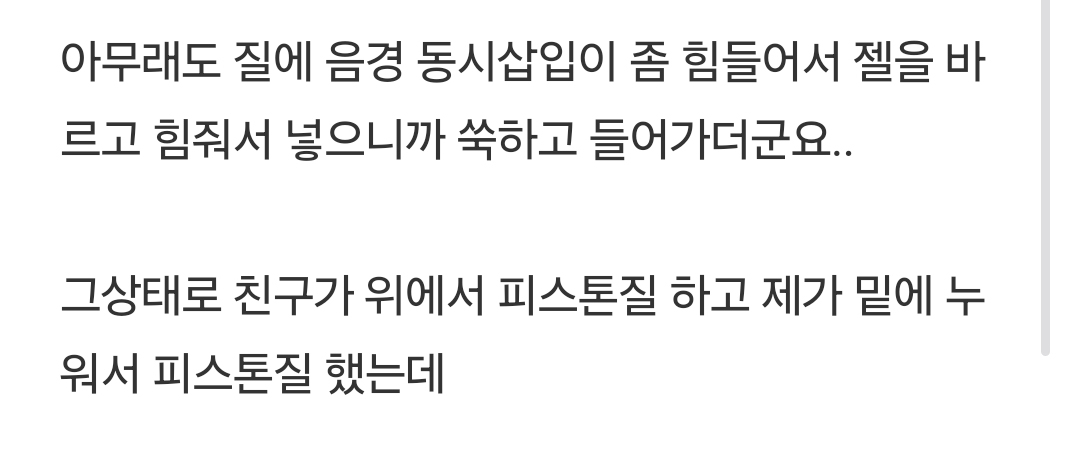 아무래도 질에 음경 동시삽입이 좀 힘들어서 젤을 바
르고 힘줘서 넣으니까 쑥하고 들어가더군요..
그상태로 친구가 위에서 피스톤질 하고 제가 밑에 누
워서 피스톤질 했는데